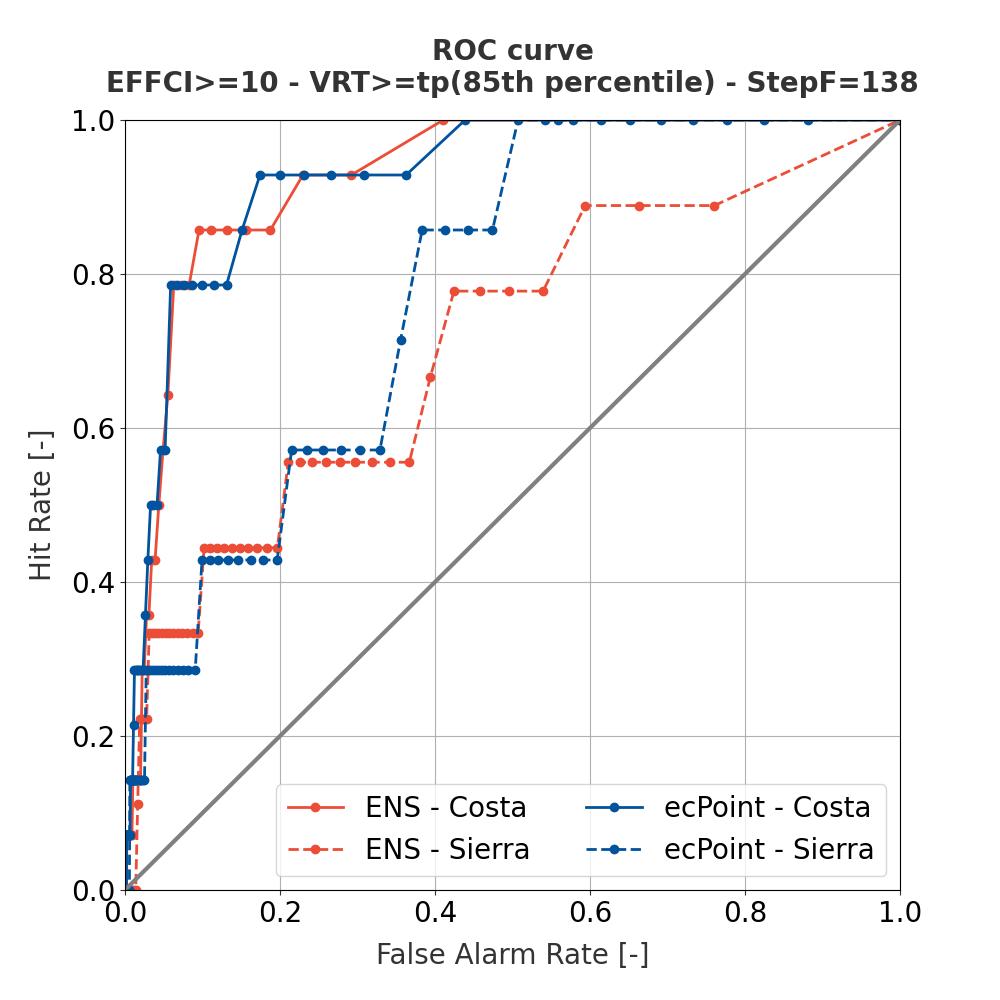 ROC curve
EFFCI>=10 - VRT>=tp(85th percentile) - StepF=138
1.0
0.8
0.6
0.4
0.2
0.0
Hit Rate [-]
ENS - Costa
ENS - Sierra
ecPoint - Costa
ecPoint - Sierra
0.0 0.2 0.4 0.6 0.8 1.0
False Alarm Rate [-]